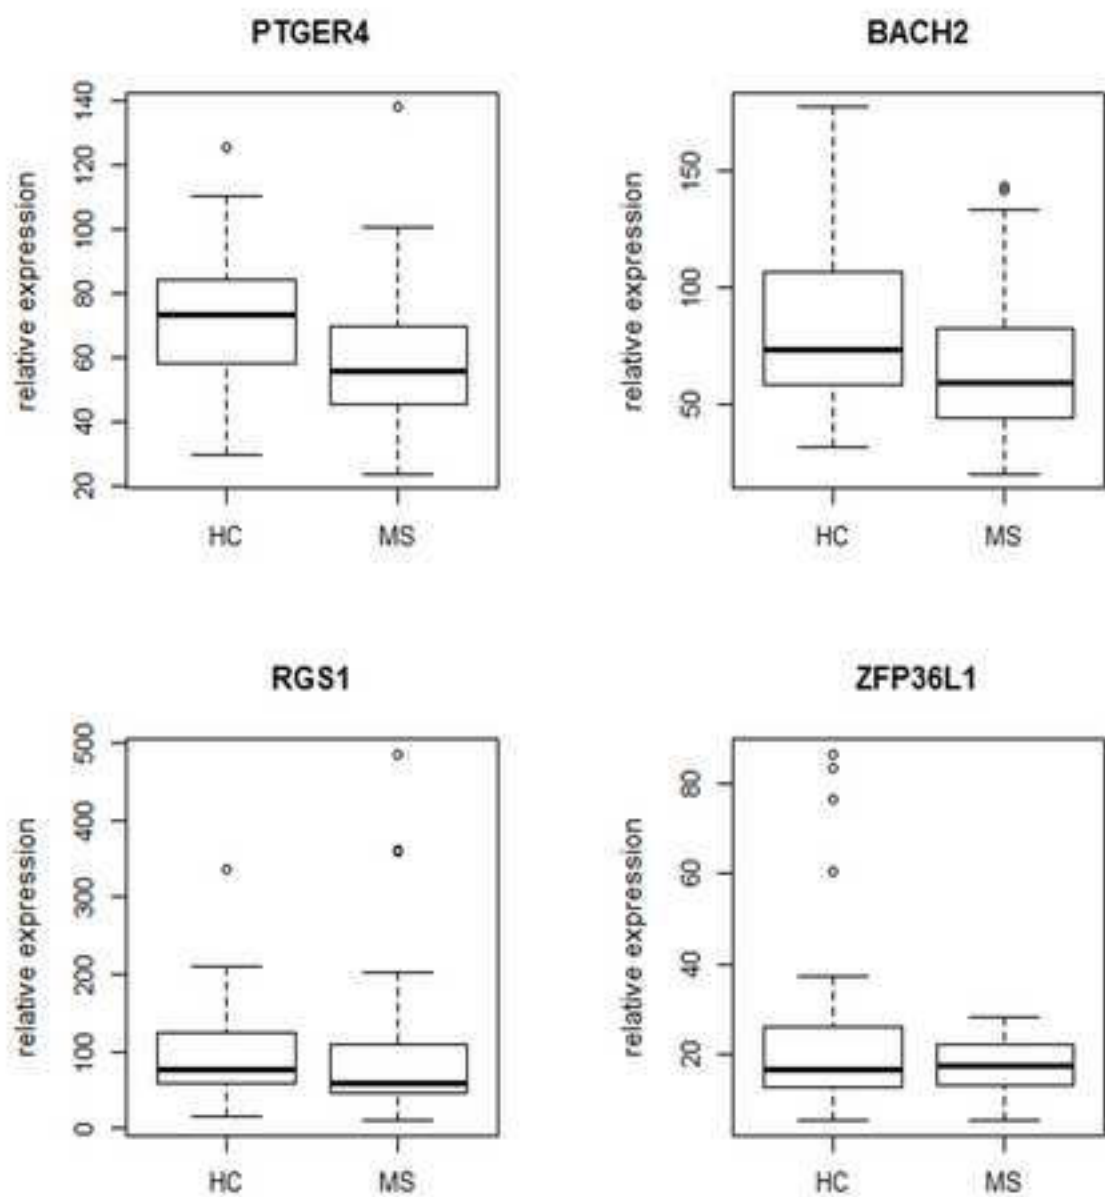 PTGER4
relative expression
140
120
100
80
60
40
20
HC MS
BACH2
relative expression
150
100
50
HC MS
RGS1
relative expression
500
400
300
200
100
0
HC MS
ZFP36L1
relative expression
80
60
40
20
HC MS